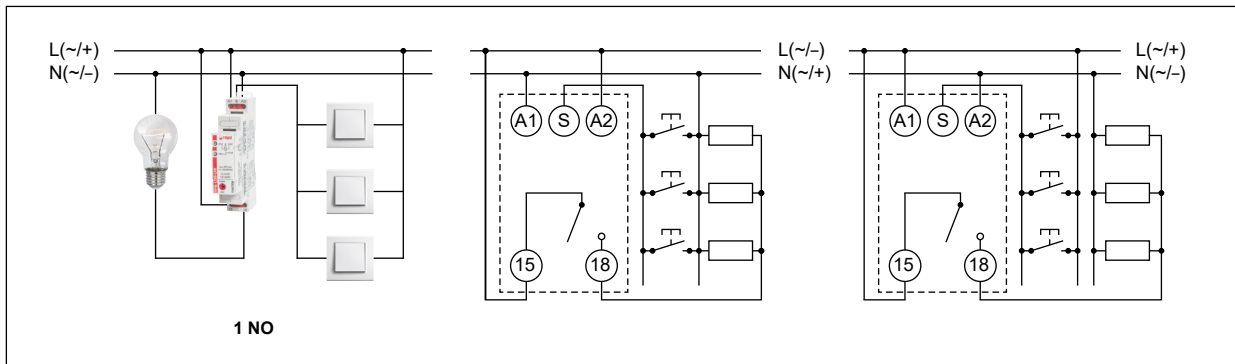 L(~/+)
N(~/–)
1 NO
L(~/–)
N(~/+)
A1 S A2
15 18
L(~/+)
N(~/–)
A1 S A2
15 18